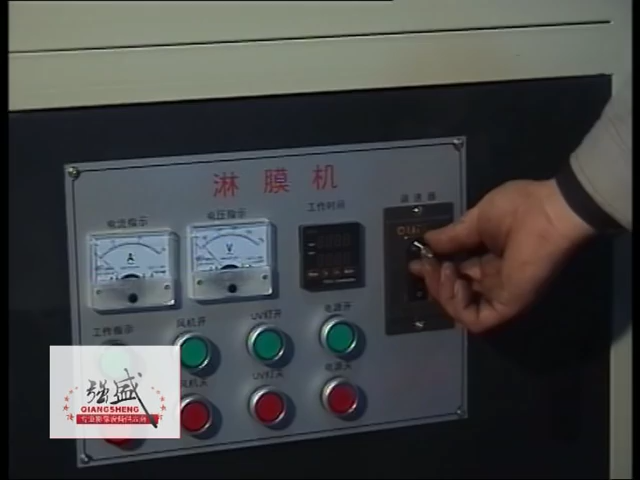 淋膜机
电流指示
电压指示
工作时间
调速器
A
V
工作指示
风机开
UV灯开
电源开
风机关
UV灯关
电源关
强盛
QIANGSHENG